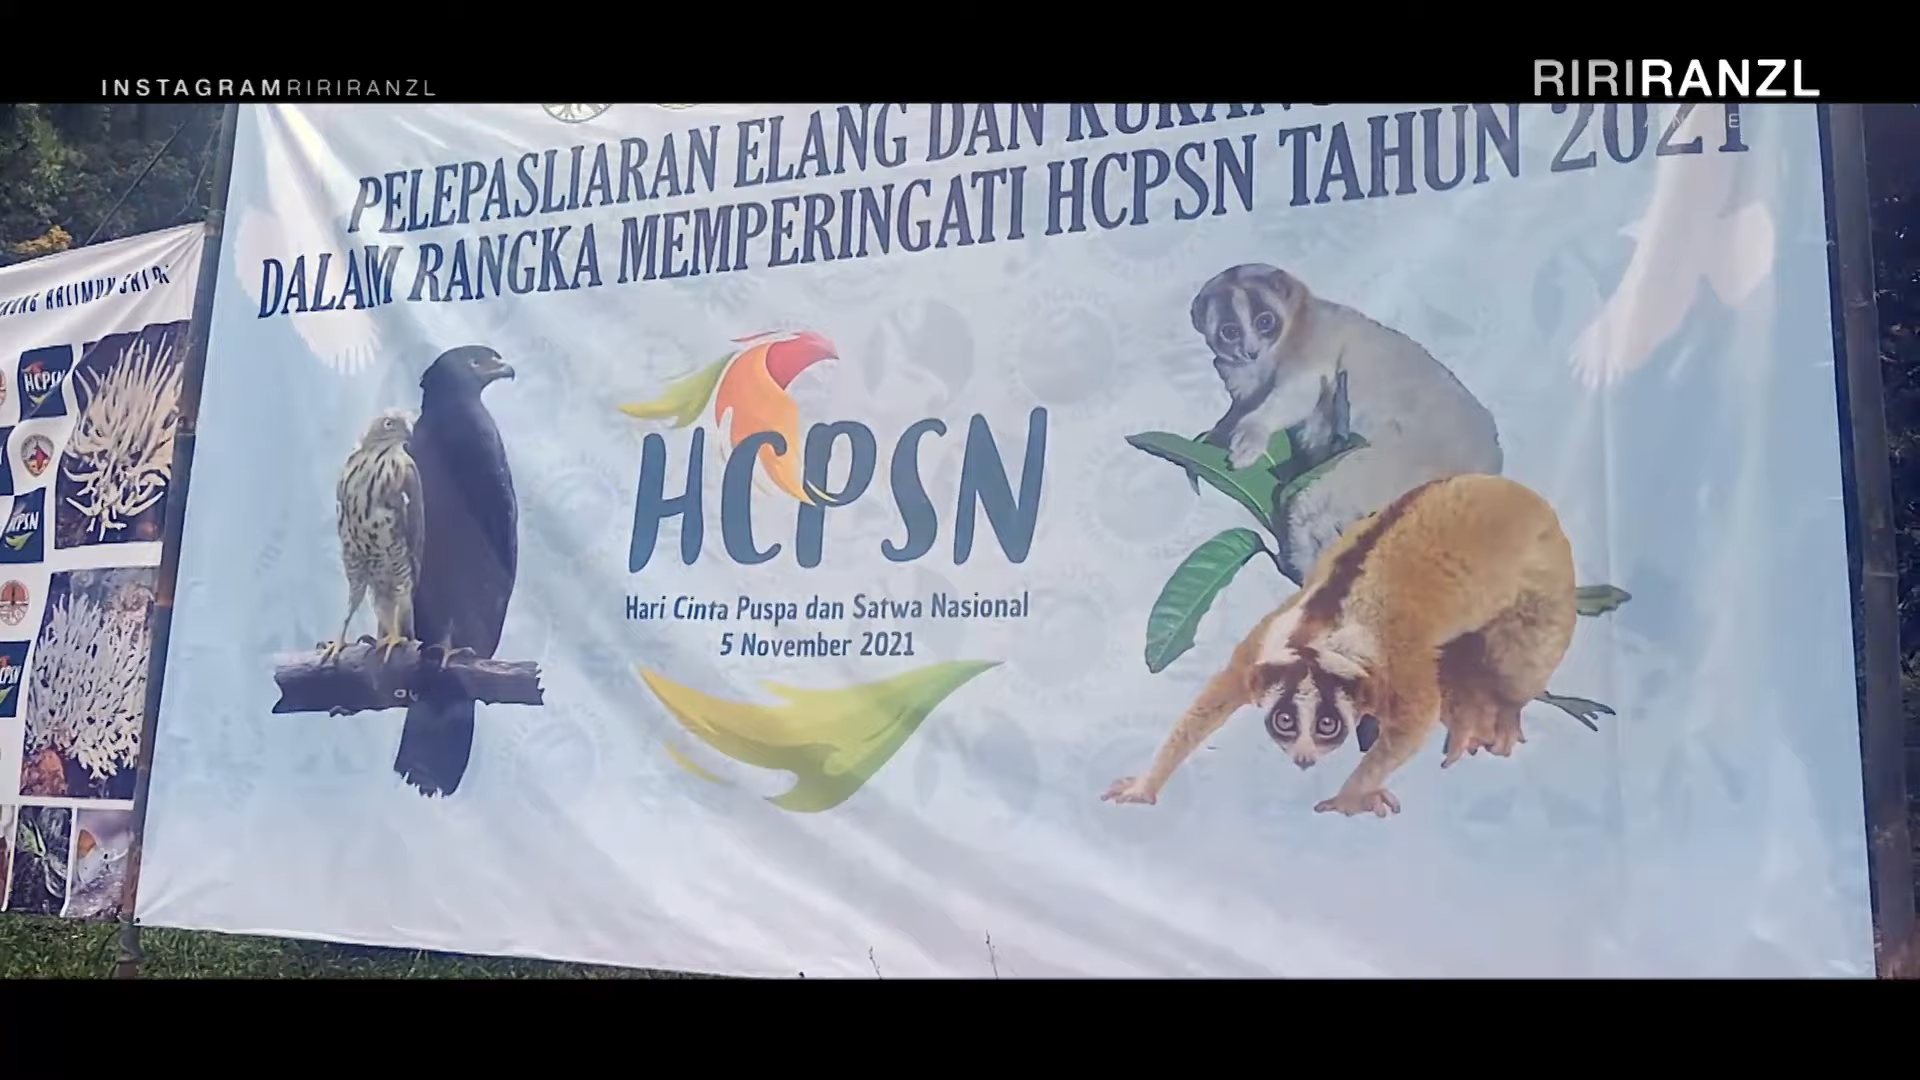 INSTAGRAMRIRIRANZL
RIRIRANZL
PELEPASLIARAN ELANG DAN
DALAM RANGKA MEMPERINGATI HCPSN TAHUN 2021
HCPSN
Hari Cinta Puspa dan Satwa Nasional
5 November 2021
HCPSN